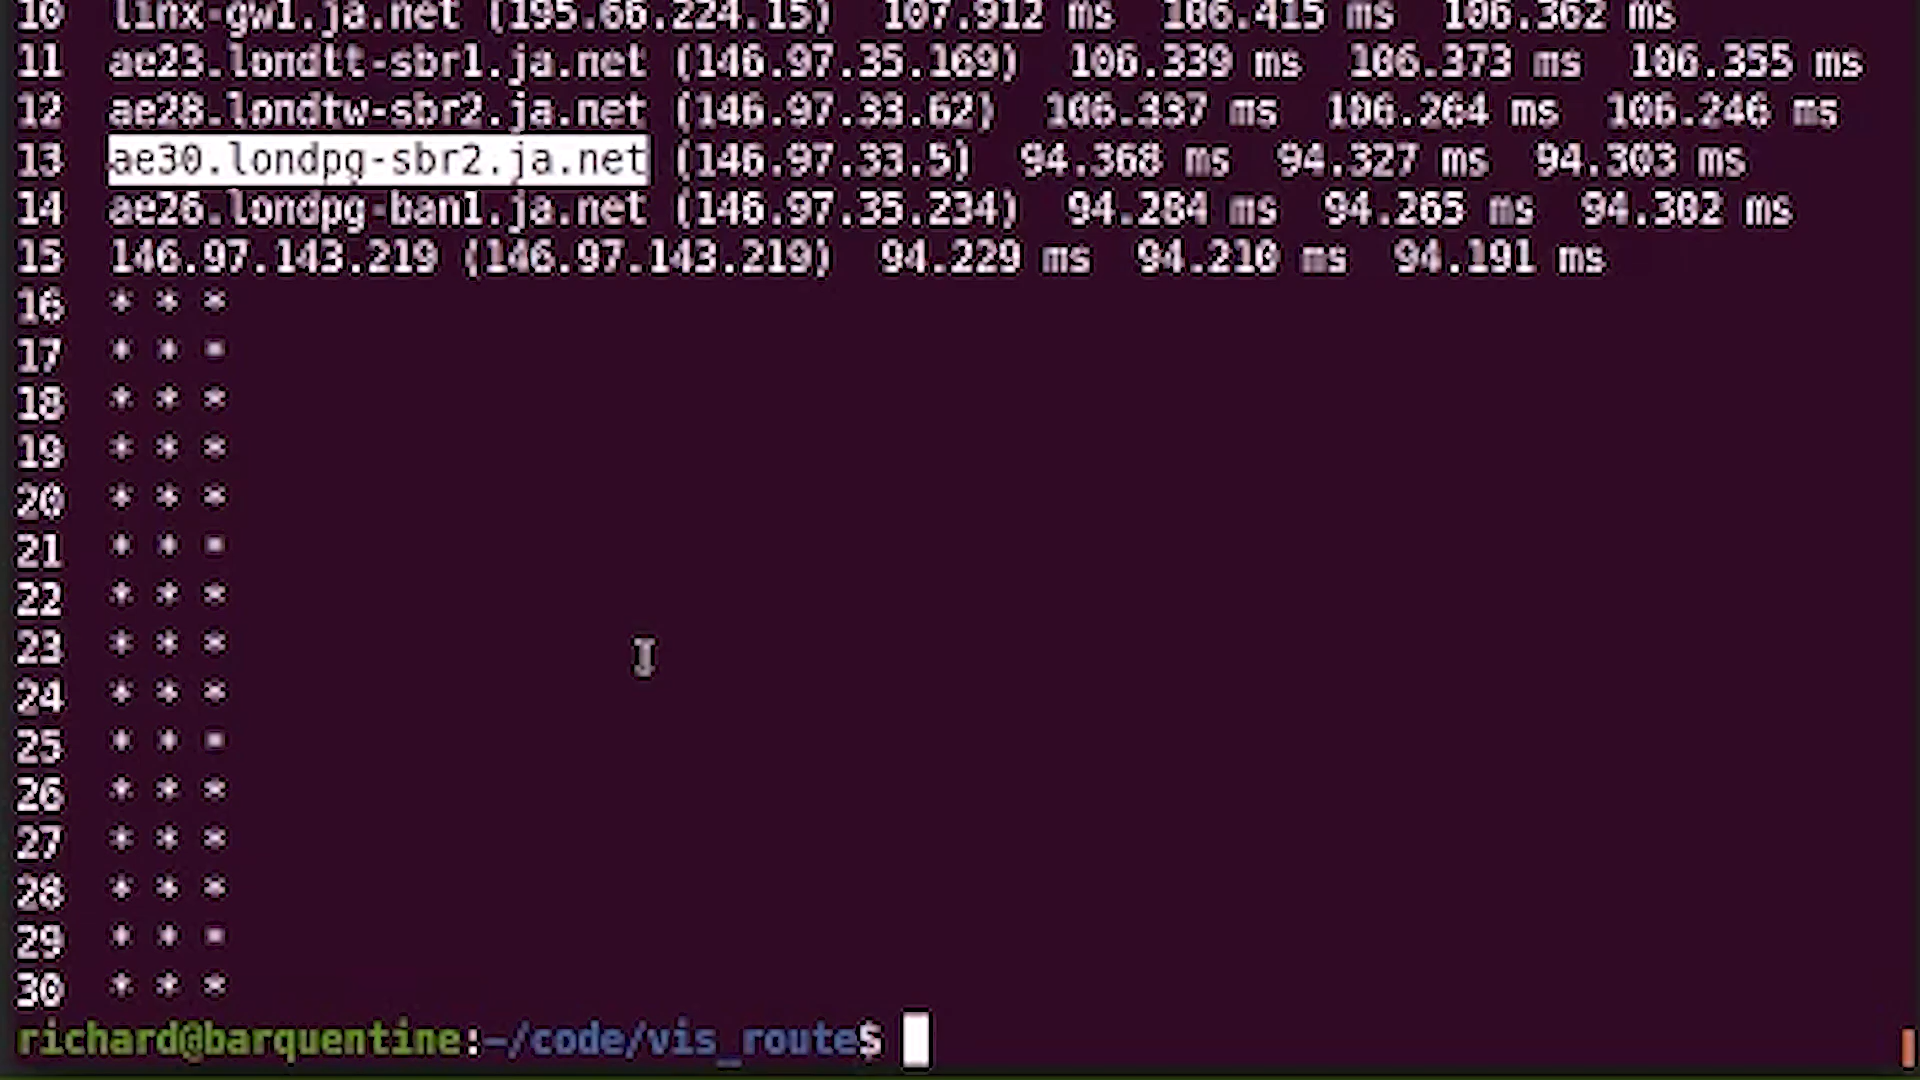 10 linx-gw1.ja.net (195.66.224.15) 107.912 ms 106.415 ms 106.362 ms
11 ae23.londtt-sbr1.ja.net (146.97.35.169) 106.339 ms 106.373 ms 106.355 ms
12 ae28.londtw-sbr2.ja.net (146.97.33.62) 106.337 ms 106.264 ms 106.246 ms
13 ae30.londpg-sbr2.ja.net (146.97.33.5) 94.368 ms 94.327 ms 94.303 ms
14 ae26.londpg-ban1.ja.net (146.97.35.234) 94.284 ms 94.265 ms 94.302 ms
15 146.97.143.219 (146.97.143.219) 94.229 ms 94.210 ms 94.191 ms
16 * * *
17 * * *
18 * * *
19 * * *
20 * * *
21 * * *
22 * * *
23 * * *
24 * * *
25 * * *
26 * * *
27 * * *
28 * * *
29 * * *
30 * * *
richard@barquentine:~/code/vis_route$